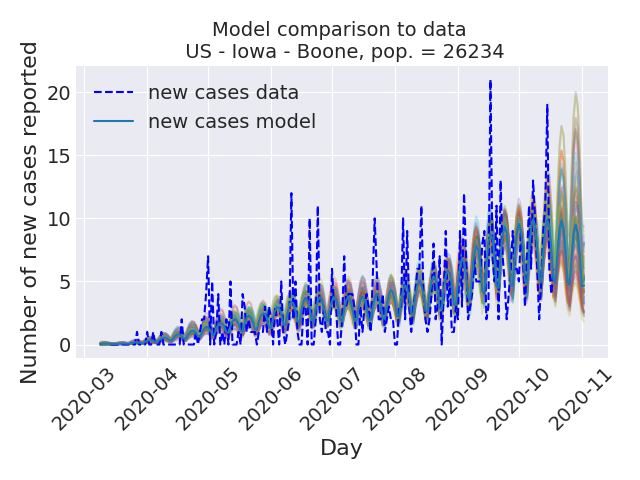 Model comparison to data
US - Iowa - Boone, pop. = 26234
Number of new cases reported
20
15
10
5
0
new cases data
new cases model
2020-03
2020-04
2020-05
2020-06
2020-07
2020-08
2020-09
2020-10
2020-11
Day